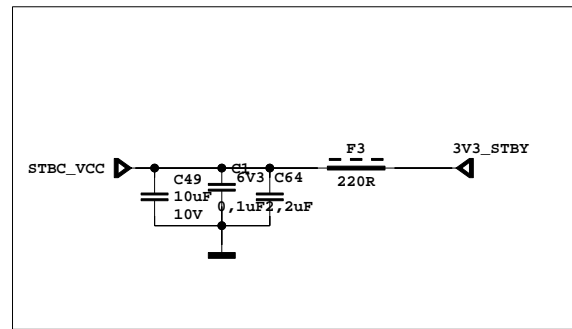 F3
3V3_STBY
STBC_VCC
C1
C49
6V3
C64
220R
10uF
0,1uF
2,2uF
10V